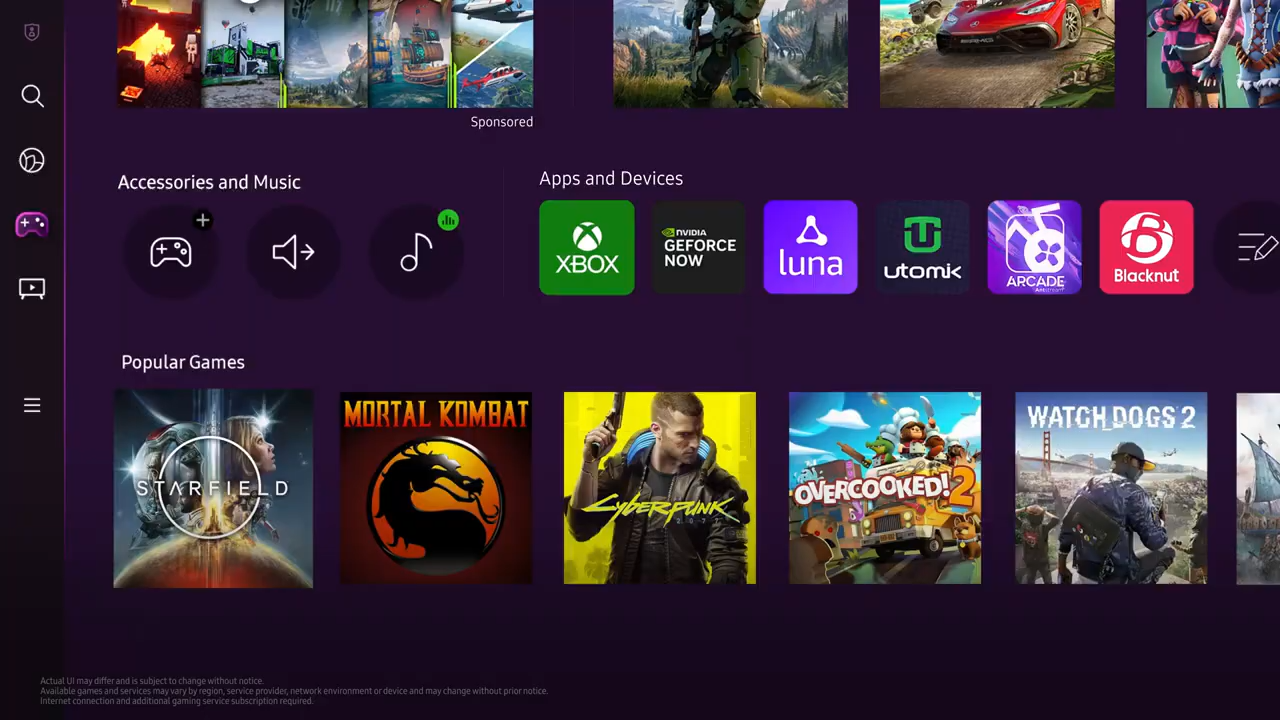 Sponsored
Accessories and Music
Apps and Devices
XBOX
NVIDIA
GEFORCE
NOW
luna
utomik
ARCADE
Antstream
Blacknut
Popular Games
STARFIELD
MORTAL KOMBAT
Cyberpunk
2077
OVERCOOKED! 2
WATCH DOGS 2
Actual UI may differ and is subject to change without notice.
Available games and services may vary by region, service provider, network environment or device and may change without prior notice.
Internet connection and additional gaming service subscription required.